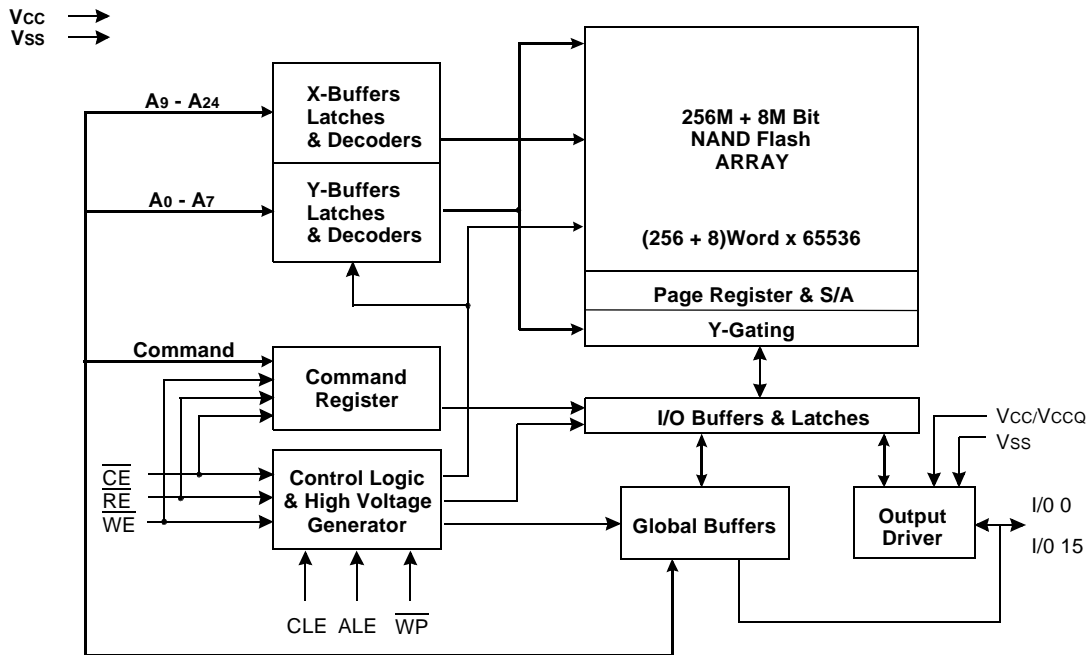 VCC
VSS
A9 - A24
X-Buffers
Latches
& Decoders
256M + 8M Bit
NAND Flash
ARRAY
A0 - A7
Y-Buffers
Latches
& Decoders
(256 + 8)Word x 65536
Page Register & S/A
Y-Gating
Command
Command
Register
I/O Buffers & Latches
VCC/VCCQ
VSS
CE
RE
WE
Control Logic
& High Voltage
Generator
Global Buffers
Output
Driver
I/0 0
I/0 15
CLE
ALE
WP